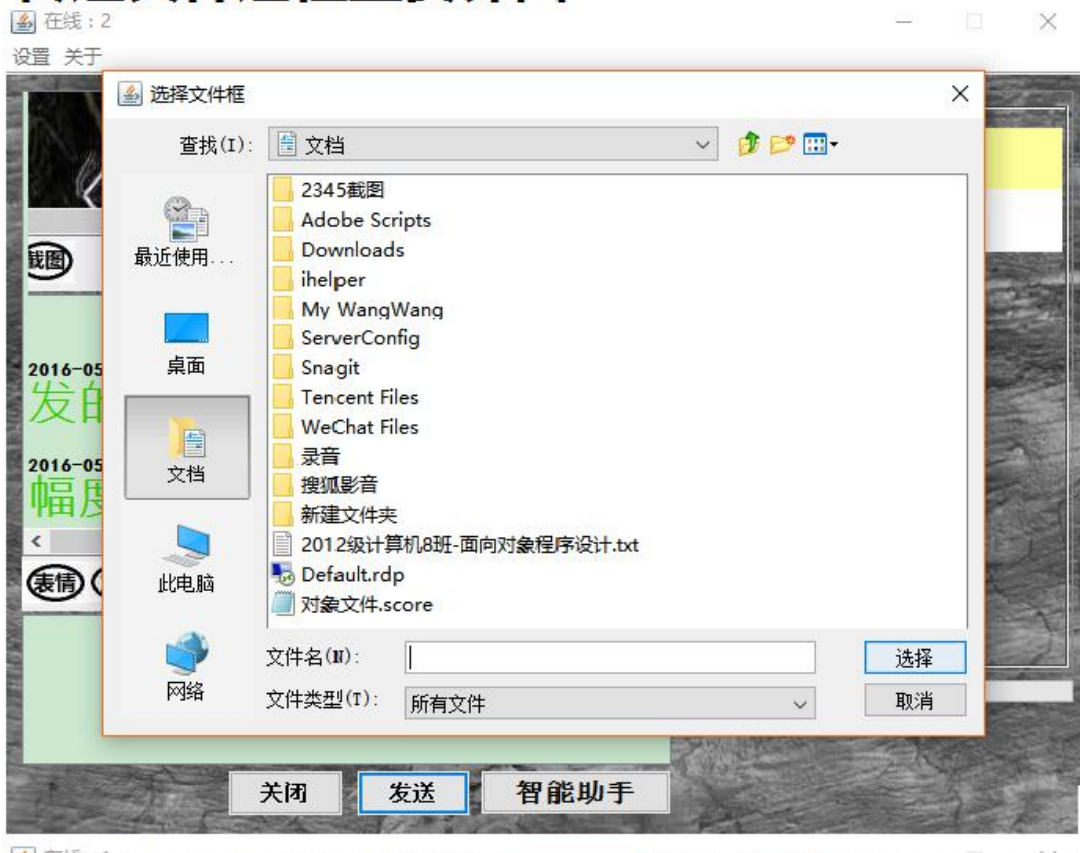 在线：2
设置 关于
选择文件框
查找(I)：
文档
2345截图
Adobe Scripts
Downloads
ihelper
My WangWang
ServerConfig
Snagit
Tencent Files
WeChat Files
录音
搜狐影音
新建文件夹
2012级计算机8班-面向对象程序设计.txt
Default.rdp
对象文件.score
最近使用...
桌面
文档
此电脑
网络
文件名(N)：
选择
文件类型(T)：
所有文件
取消
截图
2016-05
发的
2016-05
幅度
表情
关闭
发送
智能助手